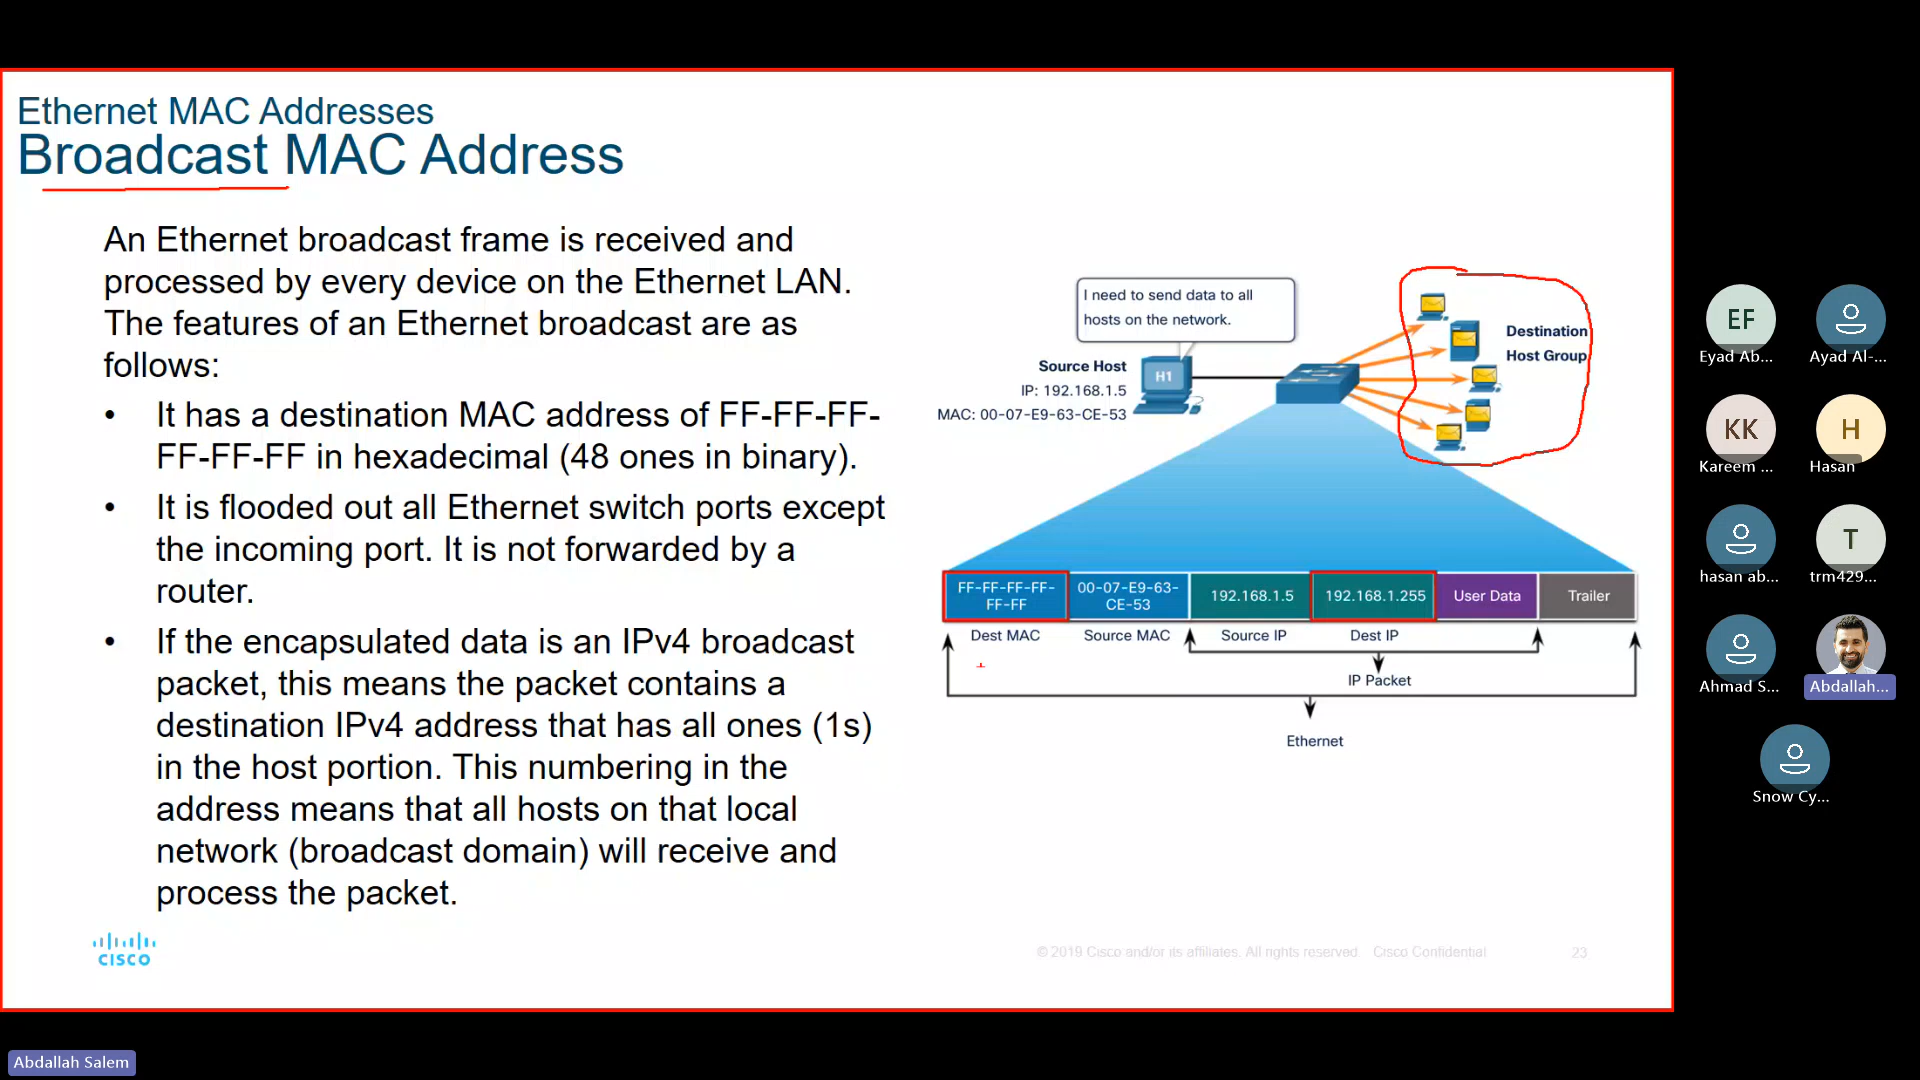 Ethernet MAC Addresses
Broadcast MAC Address
An Ethernet broadcast frame is received and
processed by every device on the Ethernet LAN.
The features of an Ethernet broadcast are as
follows:
• It has a destination MAC address of FF-FF-FF-
FF-FF-FF in hexadecimal (48 ones in binary).
• It is flooded out all Ethernet switch ports except
the incoming port. It is not forwarded by a
router.
• If the encapsulated data is an IPv4 broadcast
packet, this means the packet contains a
destination IPv4 address that has all ones (1s)
in the host portion. This numbering in the
address means that all hosts on that local
network (broadcast domain) will receive and
process the packet.
I need to send data to all
hosts on the network.
Source Host
IP: 192.168.1.5
MAC: 00-07-E9-63-CE-53
H1
Destination
Host Group
FF-FF-FF-FF-
FF-FF
00-07-E9-63-
CE-53
192.168.1.5
192.168.1.255
User Data
Trailer
Dest MAC
Source MAC
Source IP
Dest IP
IP Packet
Ethernet
CISCO
© 2019 Cisco and/or its affiliates. All rights reserved. Cisco Confidential
23
EF
Eyad Ab...
Ayad Al-...
KK
Kareem ...
H
Hasan
hasan ab...
T
trm429...
Ahmad S...
Abdallah...
Snow Cy...
Abdallah Salem